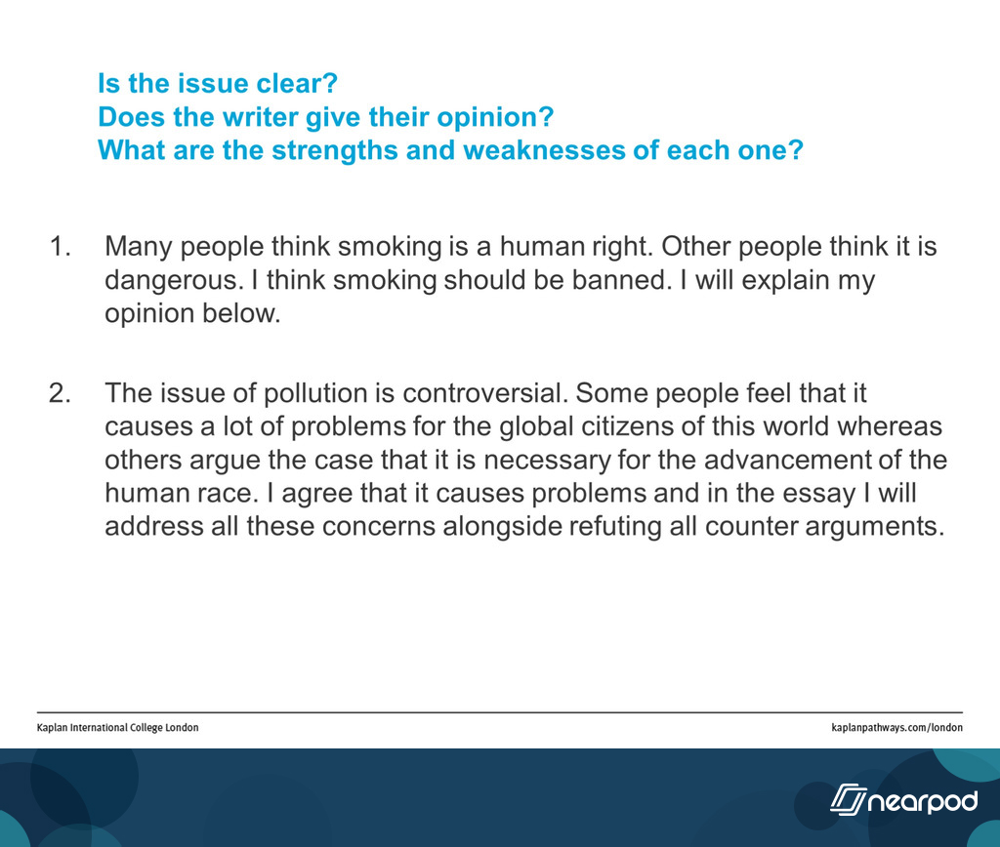 Is the issue clear?
Does the writer give their opinion?
What are the strengths and weaknesses of each one?
1. Many people think smoking is a human right. Other people think it is
dangerous. I think smoking should be banned. I will explain my
opinion below.
2. The issue of pollution is controversial. Some people feel that it
causes a lot of problems for the global citizens of this world whereas
others argue the case that it is necessary for the advancement of the
human race. I agree that it causes problems and in the essay I will
address all these concerns alongside refuting all counter arguments.
Kaplan International College London
kaplanpathways.com/london
nearpod